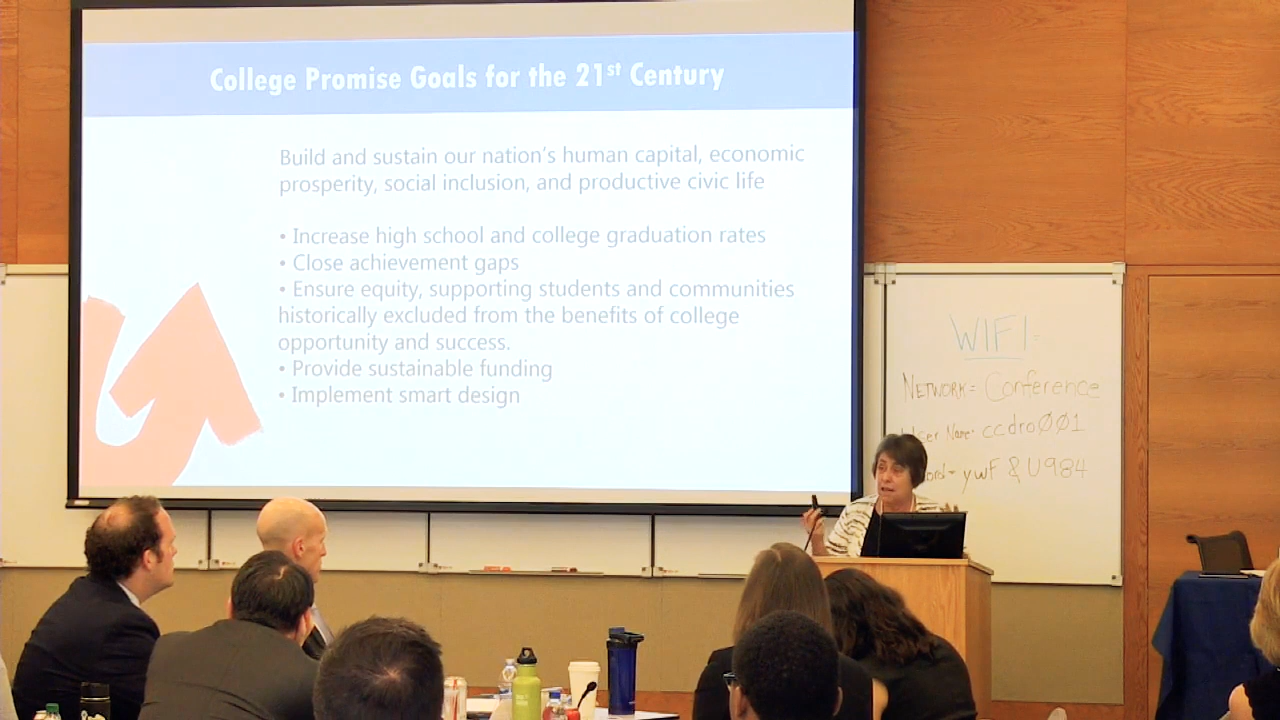 College Promise Goals for the 21st Century
Build and sustain our nation's human capital, economic
prosperity, social inclusion, and productive civic life
• Increase high school and college graduation rates
• Close achievement gaps
• Ensure equity, supporting students and communities
historically excluded from the benefits of college
opportunity and success.
• Provide sustainable funding
• Implement smart design
WIFI:
NETWORK= Conference
User Name= ccdro001
ywf & U984